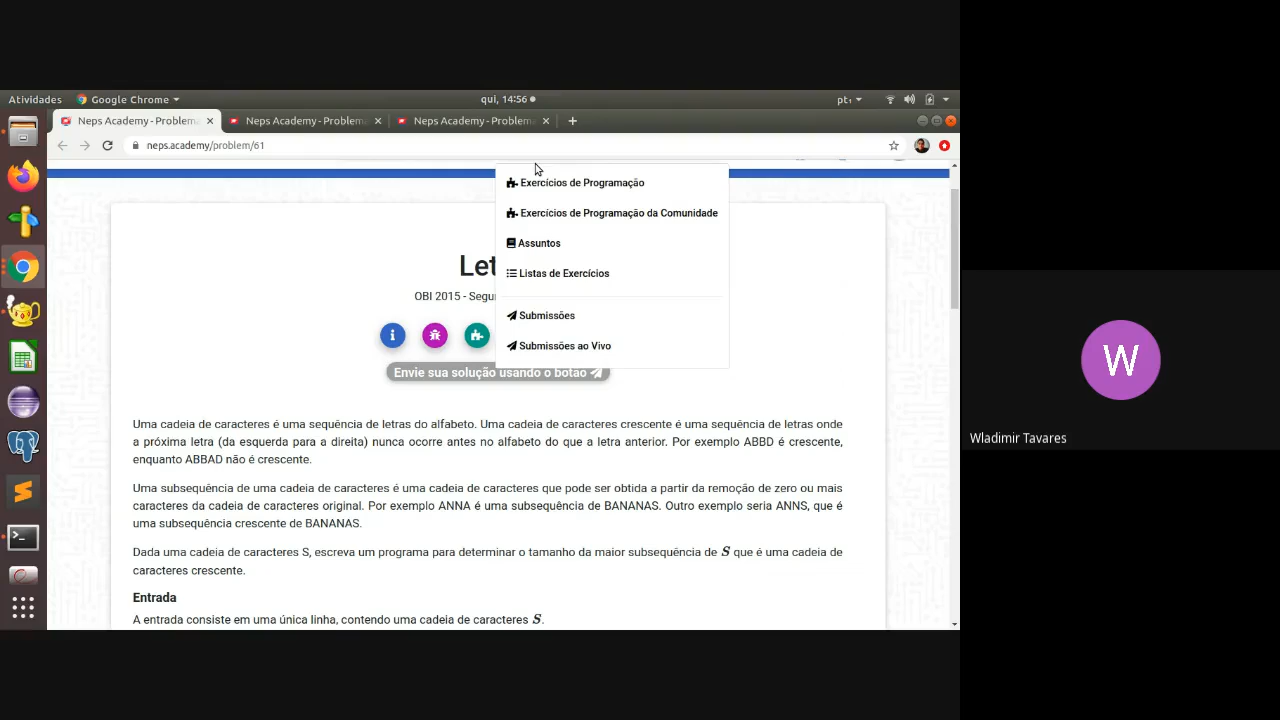 Atividades
Google Chrome
qui, 14:56
pt₁
Neps Academy - Problema
Neps Academy - Problema
Neps Academy - Problema
neps.academy/problem/61
Exercícios de Programação
Exercícios de Programação da Comunidade
Assuntos
Listas de Exercícios
Submissões
Submissões ao Vivo
Let
OBI 2015 - Segu
Envie sua solução usando o botão
Uma cadeia de caracteres é uma sequência de letras do alfabeto. Uma cadeia de caracteres crescente é uma sequência de letras onde
a próxima letra (da esquerda para a direita) nunca ocorre antes no alfabeto do que a letra anterior. Por exemplo ABBD é crescente,
enquanto ABBAD não é crescente.
Uma subsequência de uma cadeia de caracteres é uma cadeia de caracteres que pode ser obtida a partir da remoção de zero ou mais
caracteres da cadeia de caracteres original. Por exemplo ANNA é uma subsequência de BANANAS. Outro exemplo seria ANNS, que é
uma subsequência crescente de BANANAS.
Dada uma cadeia de caracteres S, escreva um programa para determinar o tamanho da maior subsequência de S que é uma cadeia de
caracteres crescente.
Entrada
A entrada consiste em uma única linha, contendo uma cadeia de caracteres S.
W
Wladimir Tavares